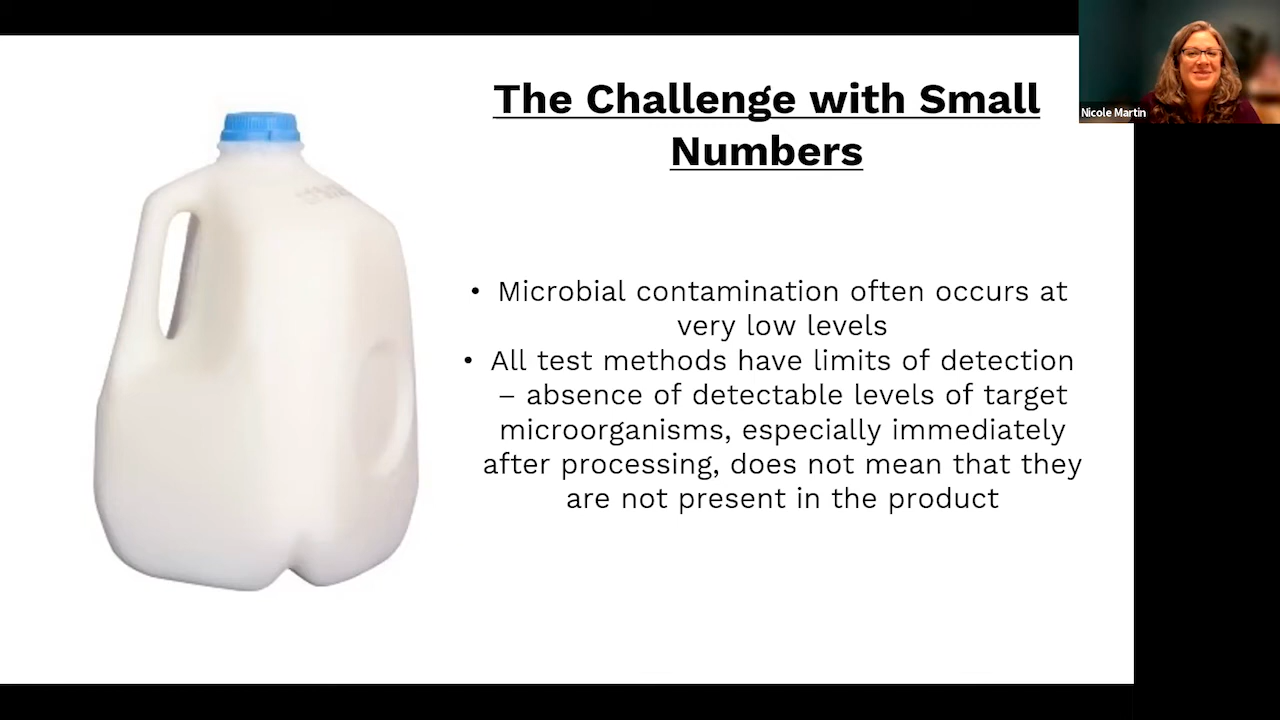 The Challenge with Small
Numbers
Nicole Martin
• Microbial contamination often occurs at
very low levels
• All test methods have limits of detection
– absence of detectable levels of target
microorganisms, especially immediately
after processing, does not mean that they
are not present in the product